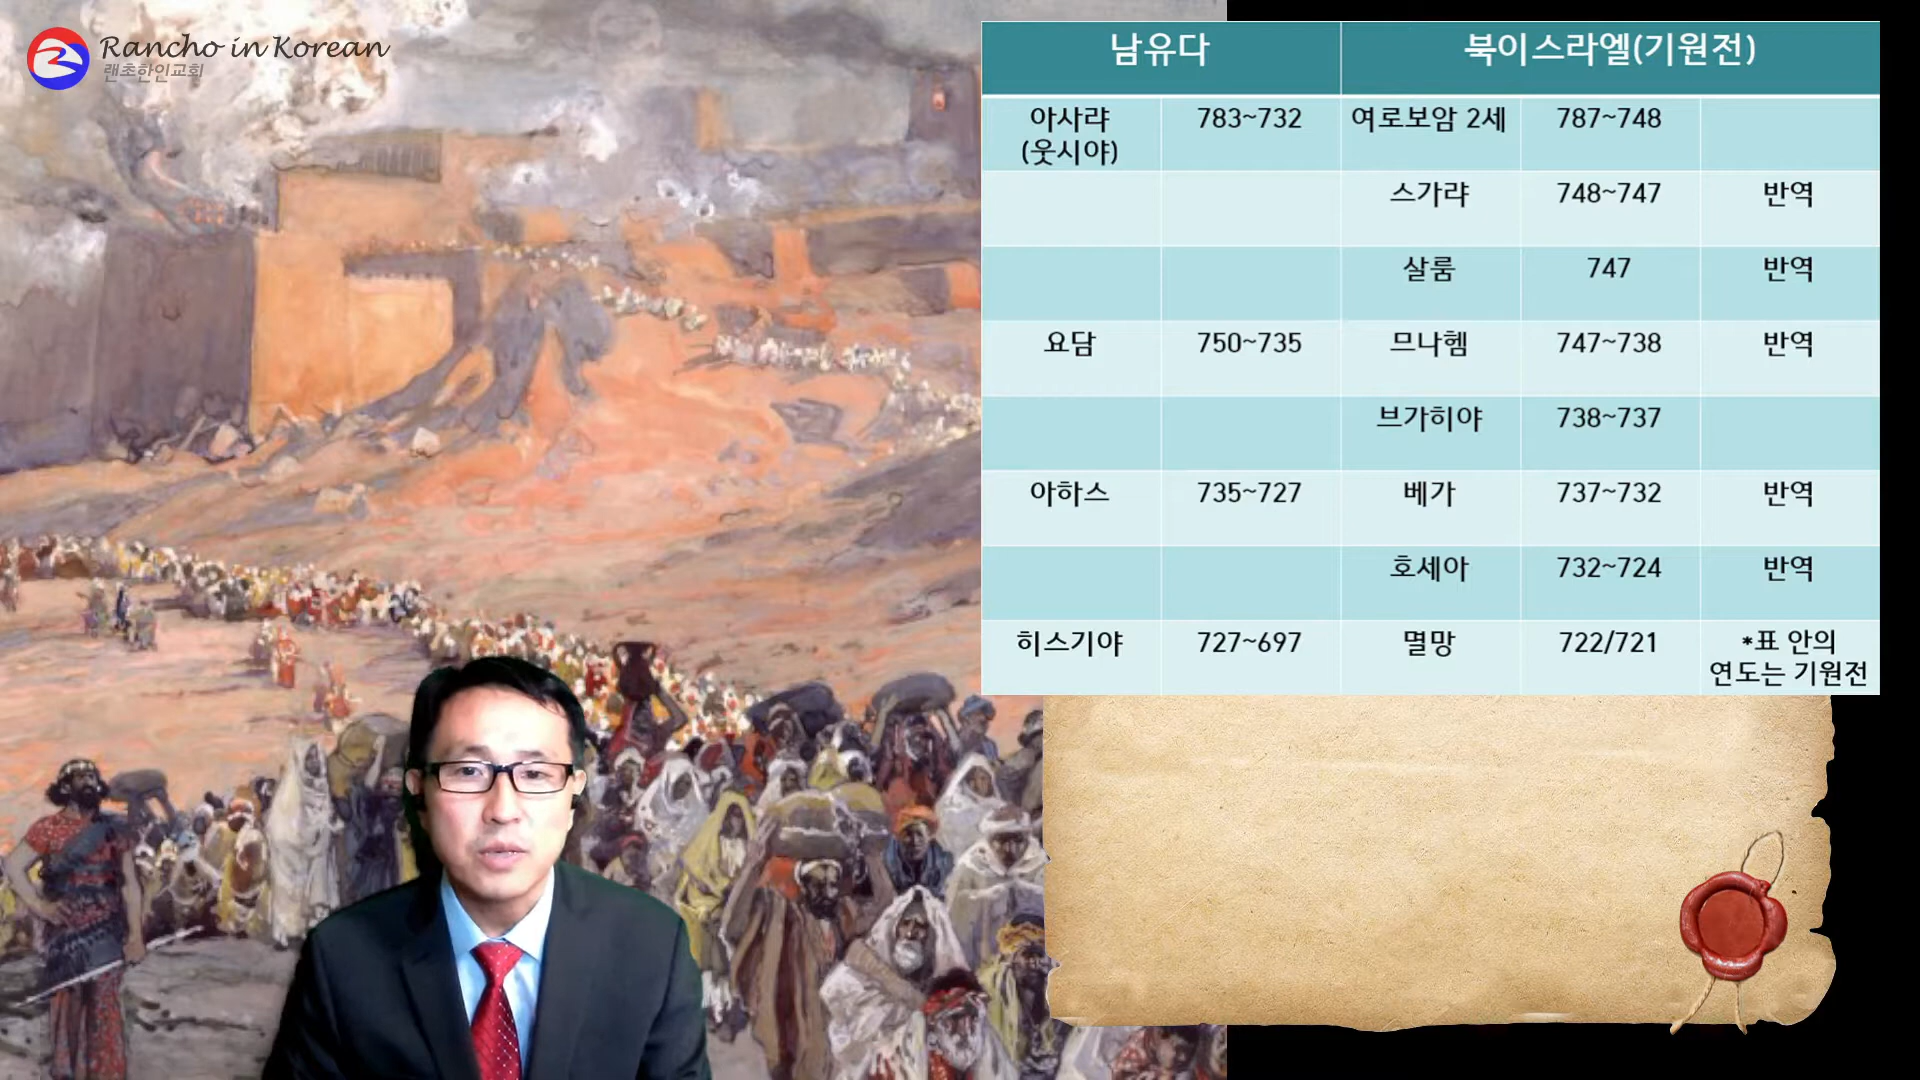 Rancho in Korean
랜초한인교회
남유다 북이스라엘(기원전)
아사랴 783~732 여로보암 2세 787~748
(웃시야)
스가랴 748~747 반역
살룸 747 반역
요담 750~735 므나헴 747~738 반역
브가히야 738~737
아하스 735~727 베가 737~732 반역
호세아 732~724 반역
히스기야 727~697 멸망 722/721 *표 안의
연도는 기원전